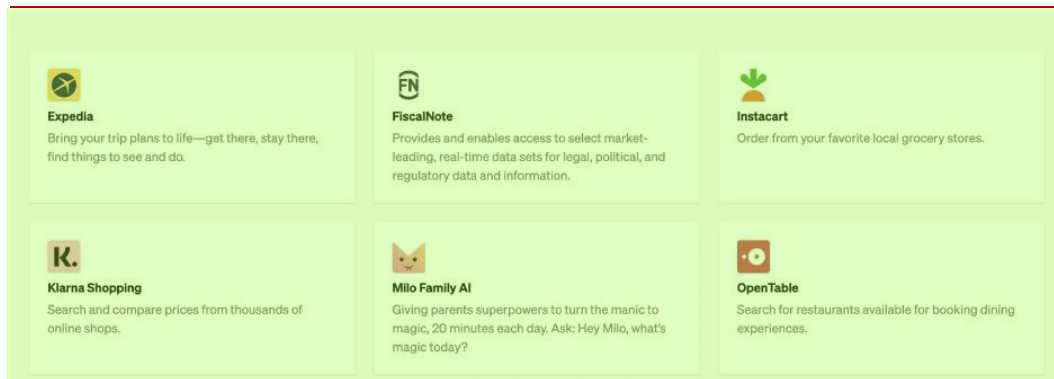 FN
Expedia
Bring your trip plans to life—get there, stay there,
find things to see and do.
FiscalNote
Provides and enables access to select market-
leading, real-time data sets for legal, political, and
regulatory data and information.
Instacart
Order from your favorite local grocery stores.
K.
Klarna Shopping
Search and compare prices from thousands of
online shops.
Milo Family AI
Giving parents superpowers to turn the manic to
magic, 20 minutes each day. Ask: Hey Milo, what's
magic today?
OpenTable
Search for restaurants available for booking dining
experiences.